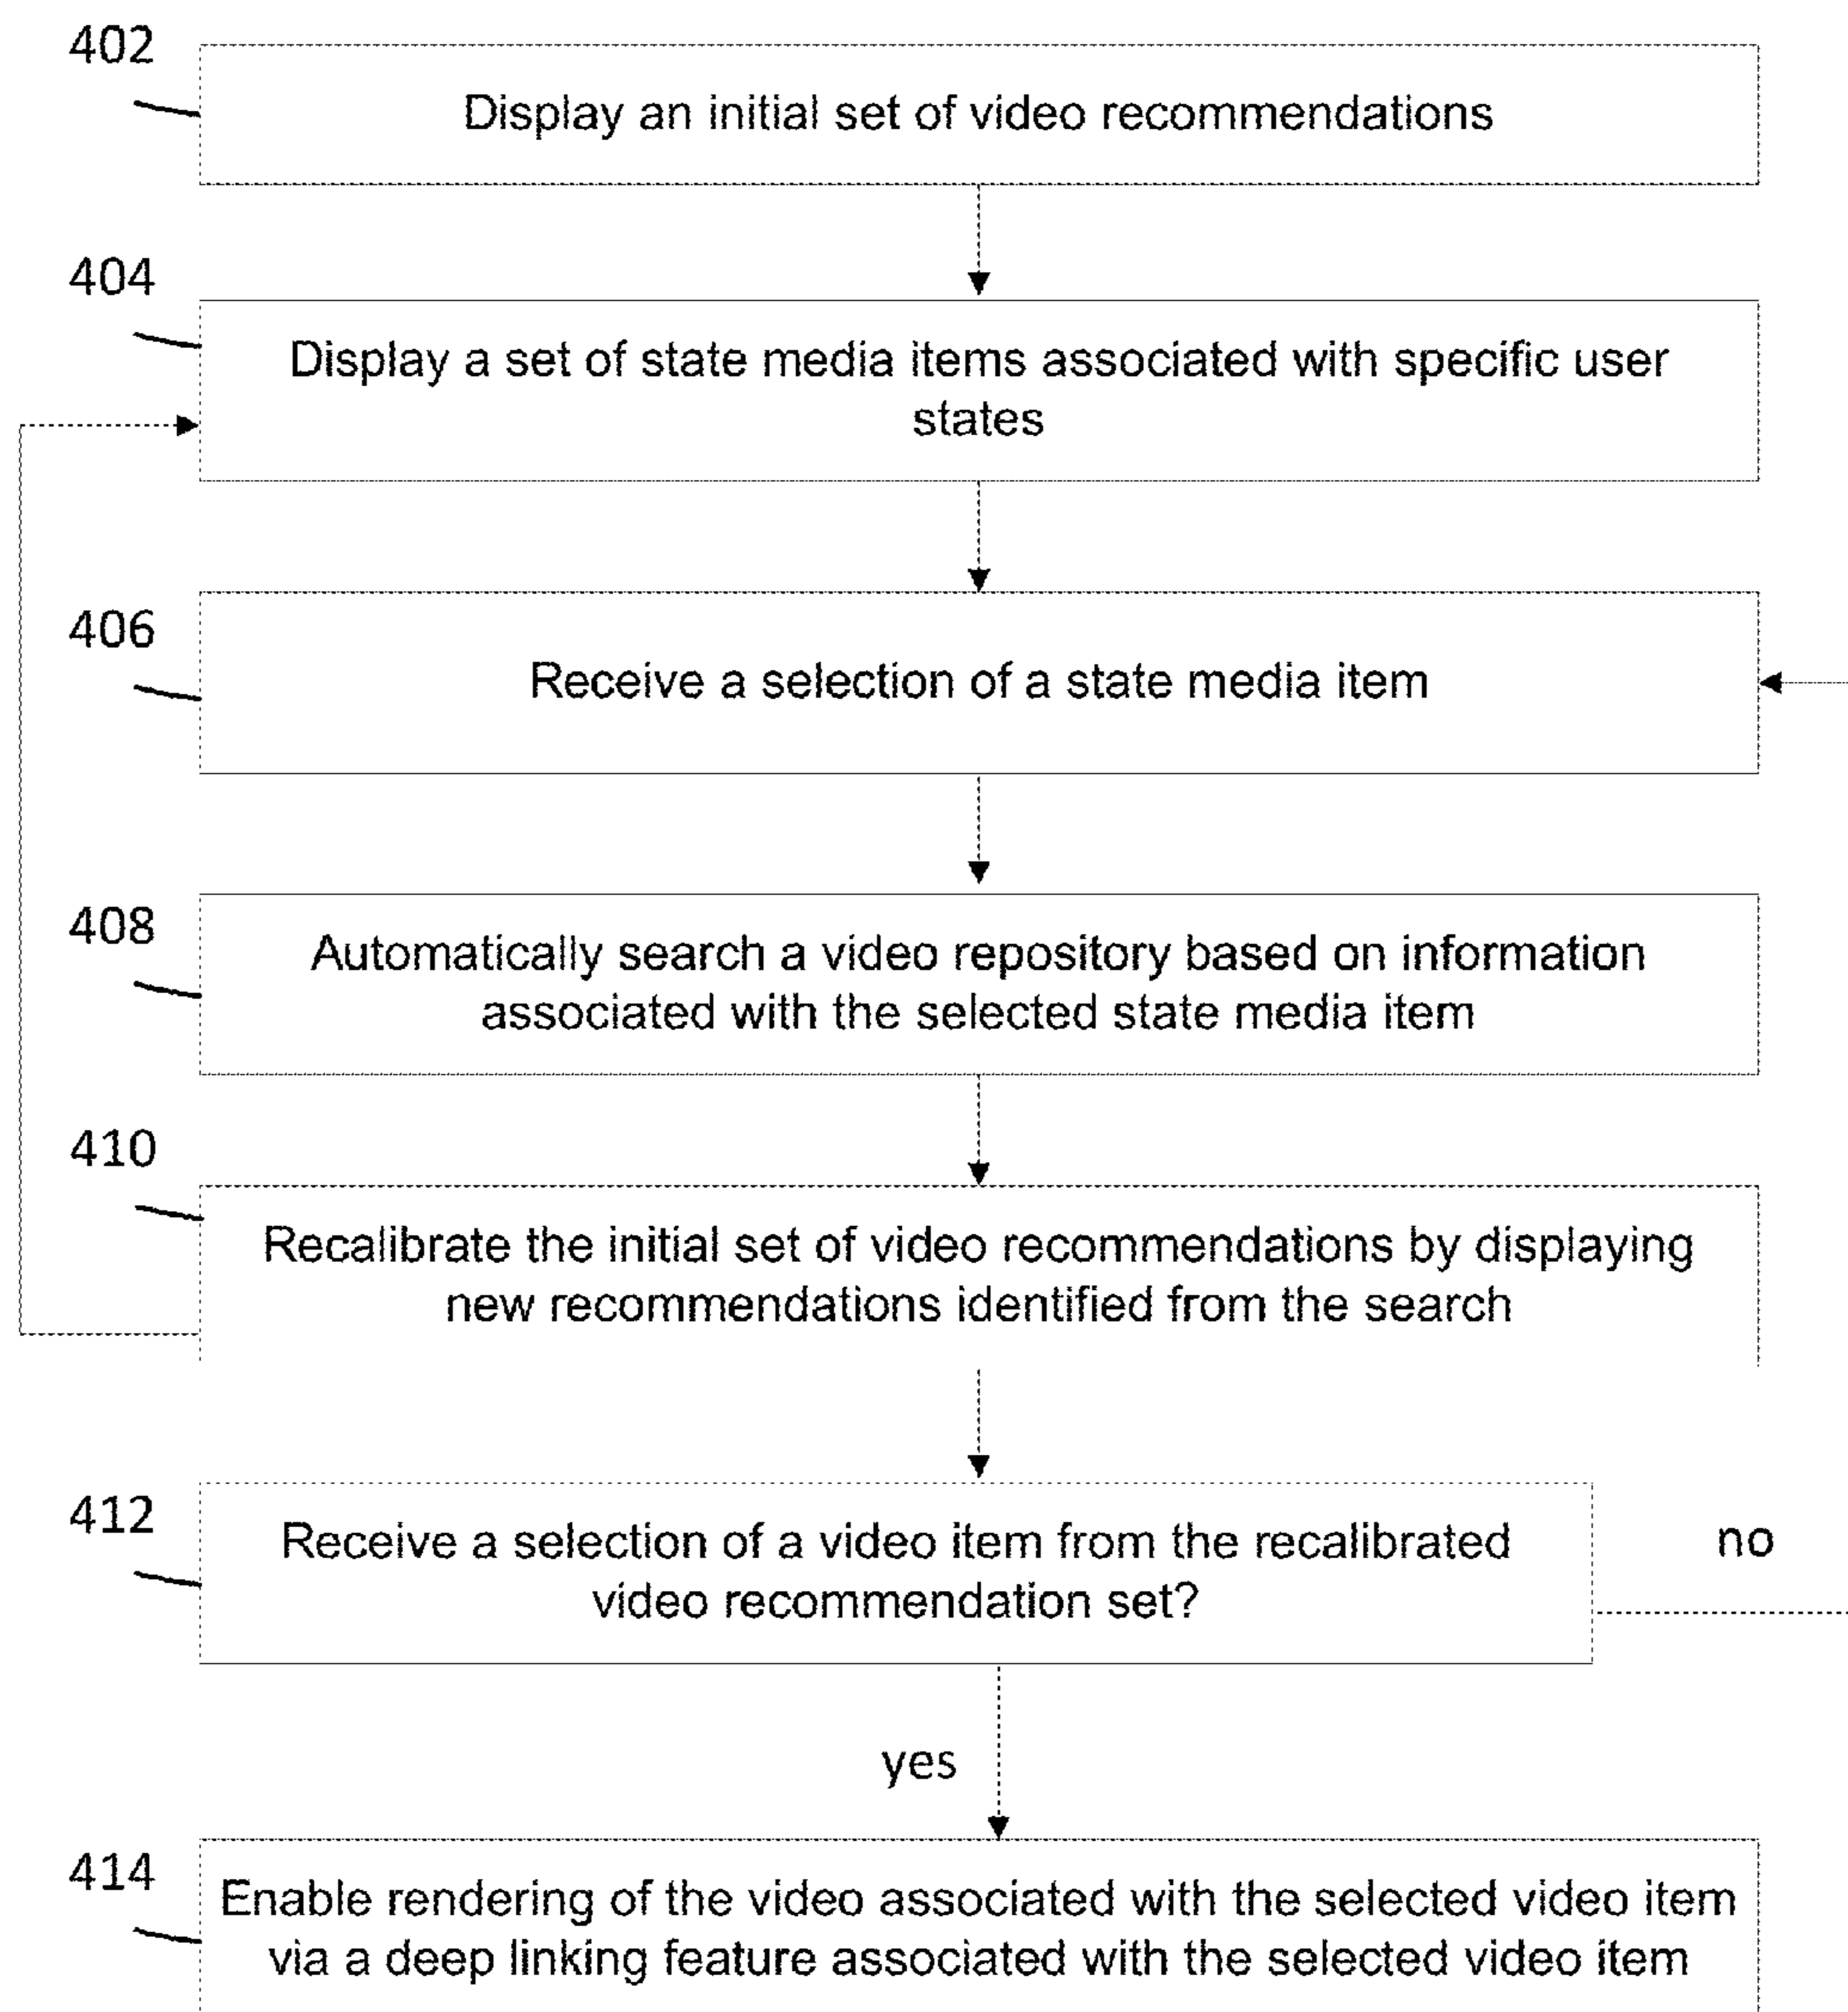 402
Display an initial set of video recommendations
404
Display a set of state media items associated with specific user
states
406
Receive a selection of a state media item
408
Automatically search a video repository based on information
associated with the selected state media item
410
Recalibrate the initial set of video recommendations by displaying
new recommendations identified from the search
412
Receive a selection of a video item from the recalibrated
video recommendation set?
no
yes
414
Enable rendering of the video associated with the selected video item
via a deep linking feature associated with the selected video item